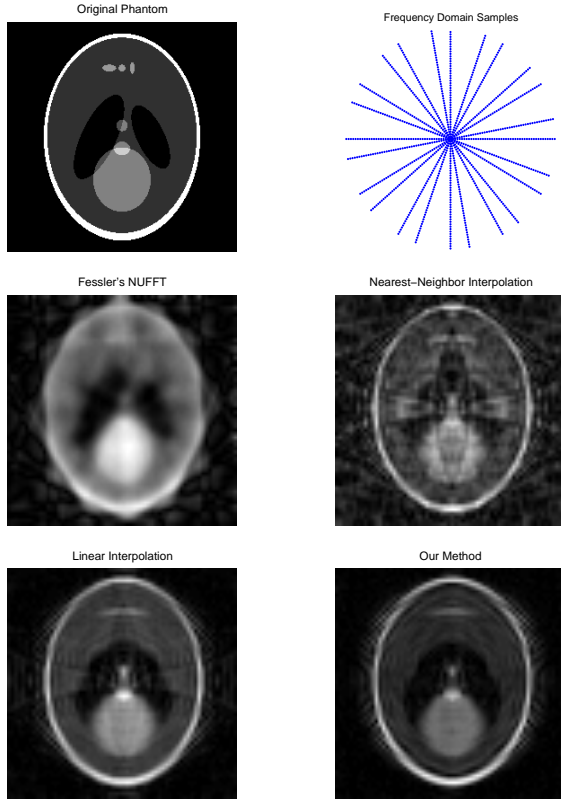 Original Phantom
Frequency Domain Samples
Fessler's NUFFT
Nearest−Neighbor Interpolation
Linear Interpolation
Our Method